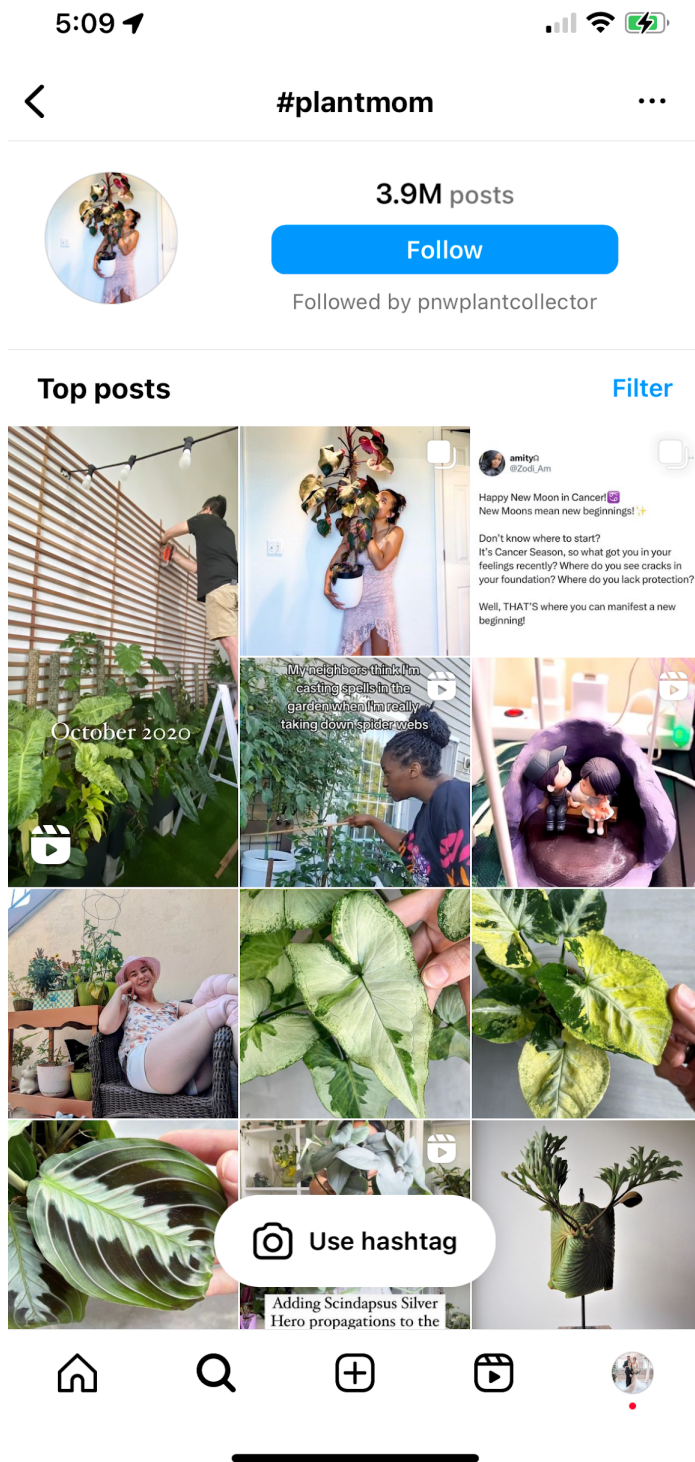 5:09
#plantmom
3.9M posts
Follow
Followed by pnwplantcollector
Top posts
Filter
October 2020
amity
@Zodi_Am
Happy New Moon in Cancer!♋
New Moons mean new beginnings!✨
Don't know where to start?
It's Cancer Season, so what got you in your
feelings recently? Where do you see cracks in
your foundation? Where do you lack protection?
Well, THAT'S where you can manifest a new
beginning!
My neighbors think I'm
casting spells in the
garden when I'm really
taking down spider webs
Use hashtag
Adding Scindapsus Silver
Hero propagations to the